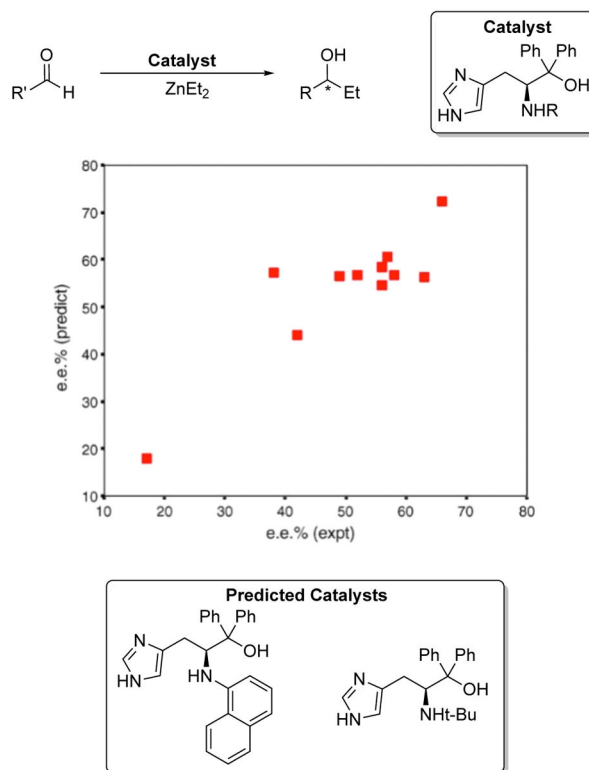 O
R'
H
Catalyst
ZnEt2
OH
R
*
Et
Catalyst
Ph Ph
N
OH
HN
NHR
80
70
60
50
40
30
20
10
e.e.% (predict)
10 20 30 40 50 60 70 80
e.e.% (expt)
Predicted Catalysts
Ph Ph
N
OH
HN
HN
Ph Ph
N
OH
HN
NHt-Bu